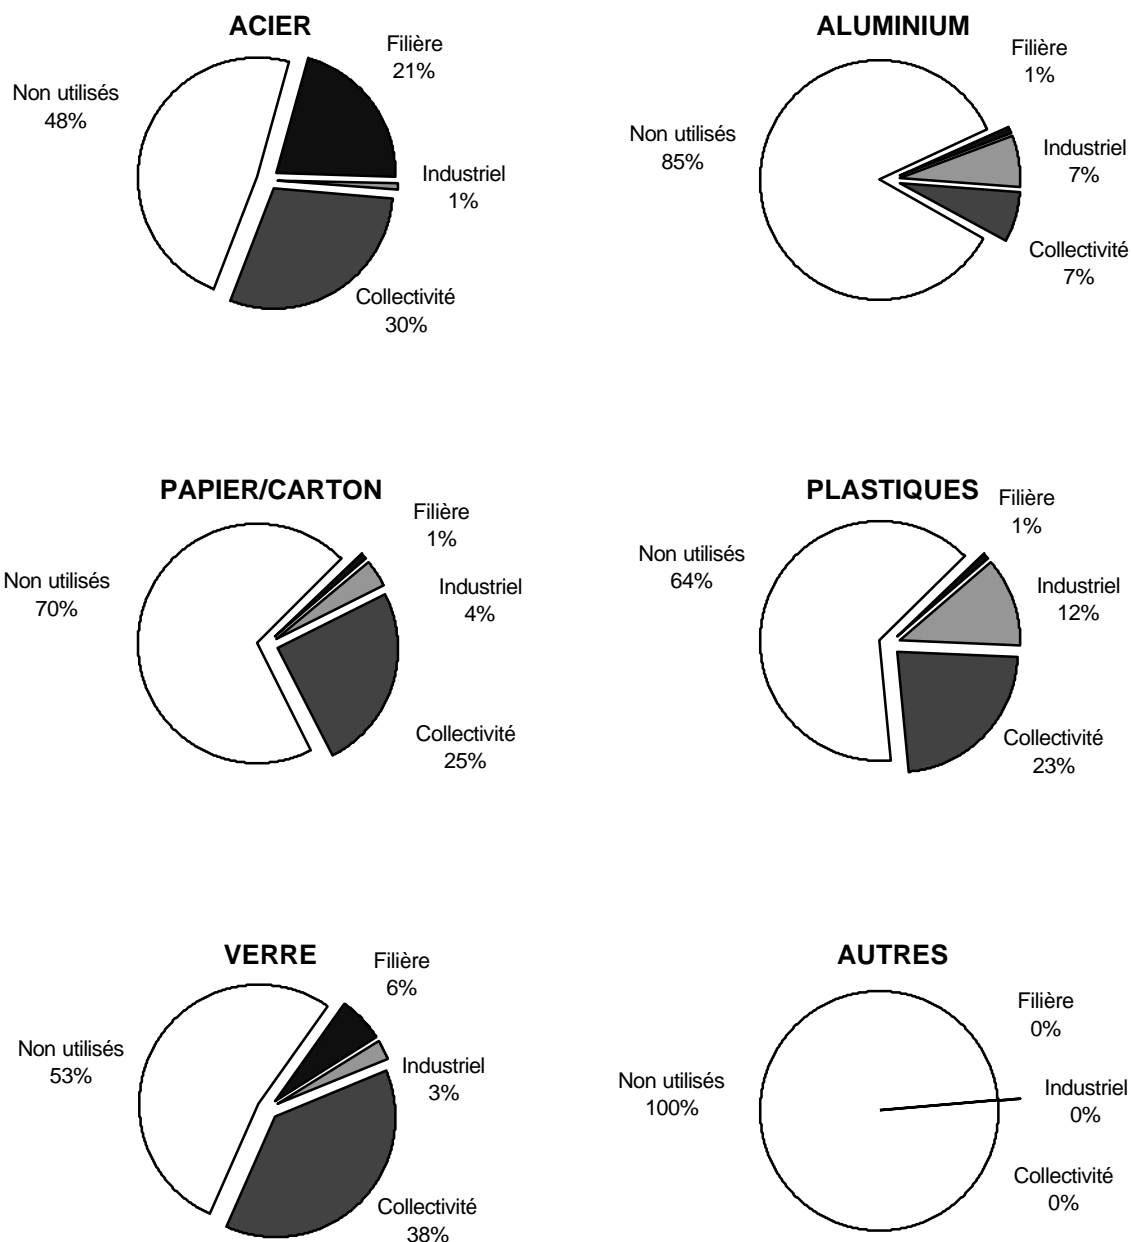 ACIER
Filière
21%
Non utilisés
48%
Industriel
1%
Collectivité
30%
ALUMINIUM
Filière
1%
Non utilisés
85%
Industriel
7%
Collectivité
7%
PAPIER/CARTON
Filière
1%
Non utilisés
70%
Industriel
4%
Collectivité
25%
PLASTIQUES
Filière
1%
Non utilisés
64%
Industriel
12%
Collectivité
23%
VERRE
Filière
6%
Non utilisés
53%
Industriel
3%
Collectivité
38%
AUTRES
Filière
0%
Non utilisés
100%
Industriel
0%
Collectivité
0%